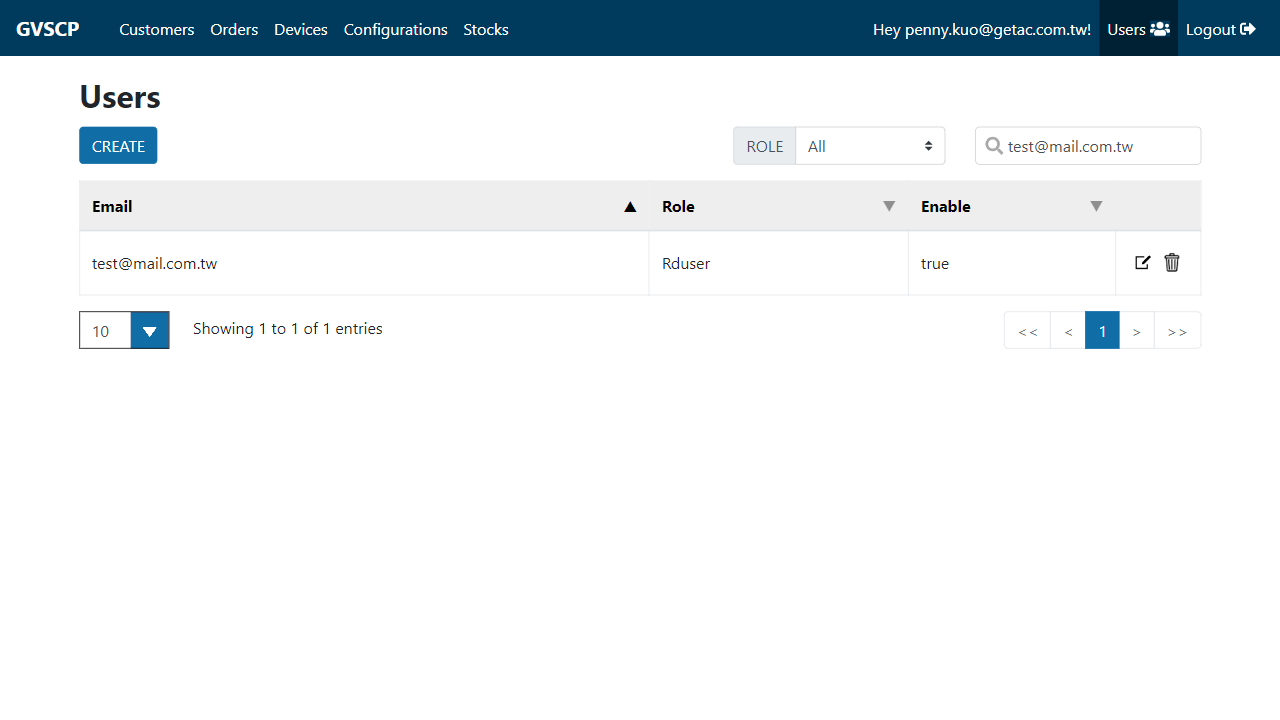 GVSCP Customers Orders Devices Configurations Stocks Hey penny.kuo@getac.com.tw! Users Logout
Users
CREATE ROLE All test@mail.com.tw
Email ▲ Role ▼ Enable ▼
test@mail.com.tw Rduser true
10 Showing 1 to 1 of 1 entries << < 1 > >>